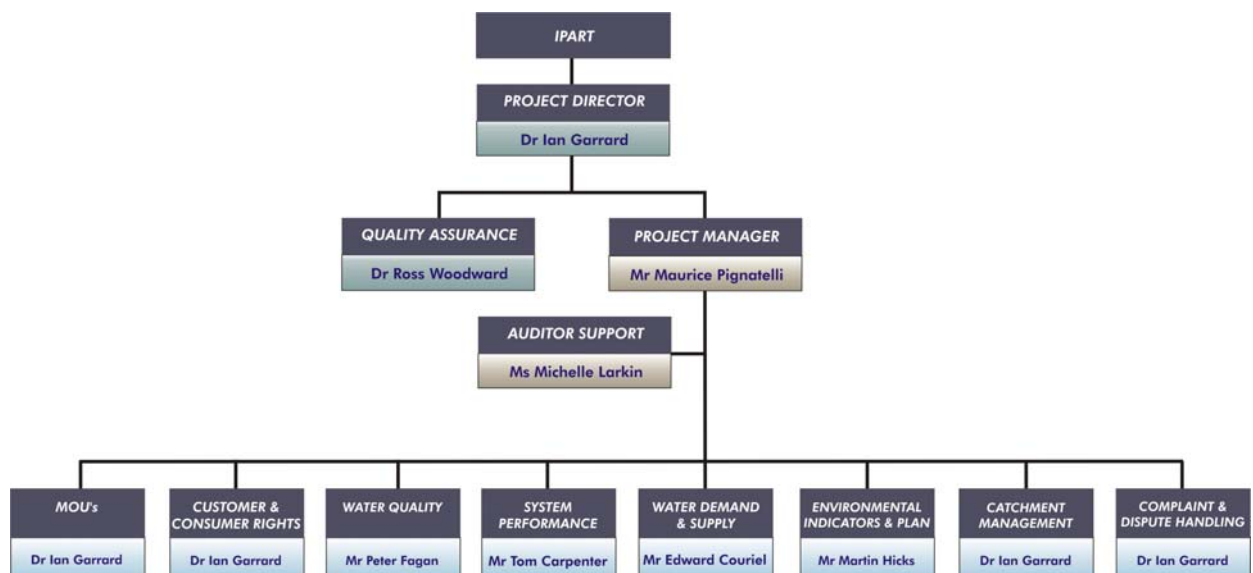 IPART
PROJECT DIRECTOR
Dr Ian Garrard
QUALITY ASSURANCE
Dr Ross Woodward
PROJECT MANAGER
Mr Maurice Pignatelli
AUDITOR SUPPORT
Ms Michelle Larkin
MOU's
Dr Ian Garrard
CUSTOMER &
CONSUMER RIGHTS
Dr Ian Garrard
WATER QUALITY
Mr Peter Fagan
SYSTEM
PERFORMANCE
Mr Tom Carpenter
WATER DEMAND
& SUPPLY
Mr Edward Couriel
ENVIRONMENTAL
INDICATORS & PLAN
Mr Martin Hicks
CATCHMENT
MANAGEMENT
Dr Ian Garrard
COMPLAINT &
DISPUTE HANDLING
Dr Ian Garrard